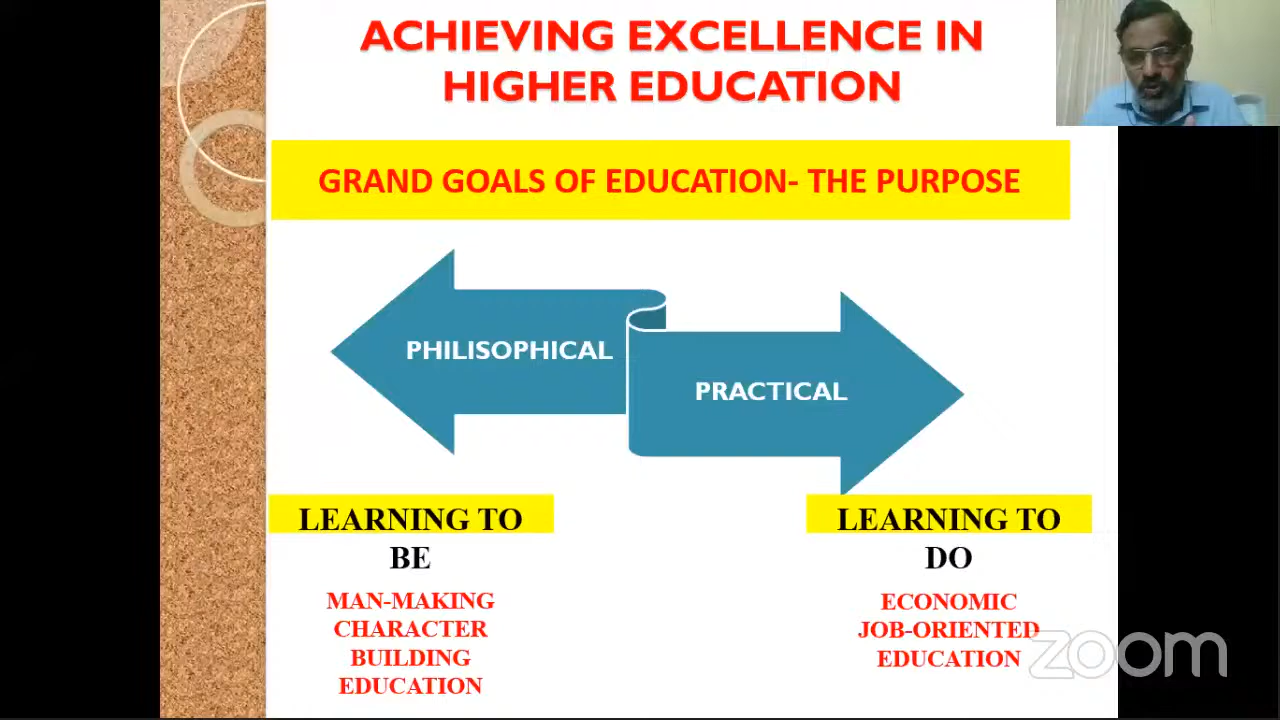 ACHIEVING EXCELLENCE IN
HIGHER EDUCATION
GRAND GOALS OF EDUCATION- THE PURPOSE
PHILISOPHICAL
PRACTICAL
LEARNING TO
BE
MAN-MAKING
CHARACTER
BUILDING
EDUCATION
LEARNING TO
DO
ECONOMIC
JOB-ORIENTED
EDUCATION
zoom